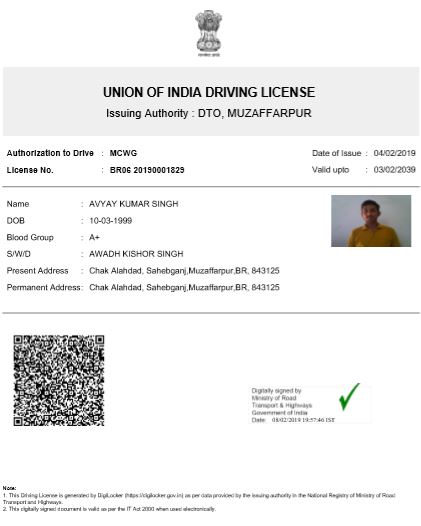 UNION OF INDIA DRIVING LICENSE
Issuing Authority : DTO, MUZAFFARPUR
Authorization to Drive : MCWG Date of Issue : 04/02/2019
License No. : BR06 20190001829 Valid upto : 03/02/2039
Name : AVYAY KUMAR SINGH
DOB : 10-03-1999
Blood Group : A+
S/W/D : AWADH KISHOR SINGH
Present Address : Chak Alahdad, Sahebganj,Muzaffarpur,BR, 843125
Permanent Address: Chak Alahdad, Sahebganj,Muzaffarpur,BR, 843125
Digitally signed by
Ministry of Road
Transport & Highways
Government of India
Date: 08/02/2019 19:57:46 IST
Note:
1. This Driving License is generated by DigiLocker (https://digilocker.gov.in) as per data provided by the issuing authority in the National Registry of Ministry of Road
Transport and Highways.
2. This digitally signed document is valid as per the IT Act 2000 when used electronically.